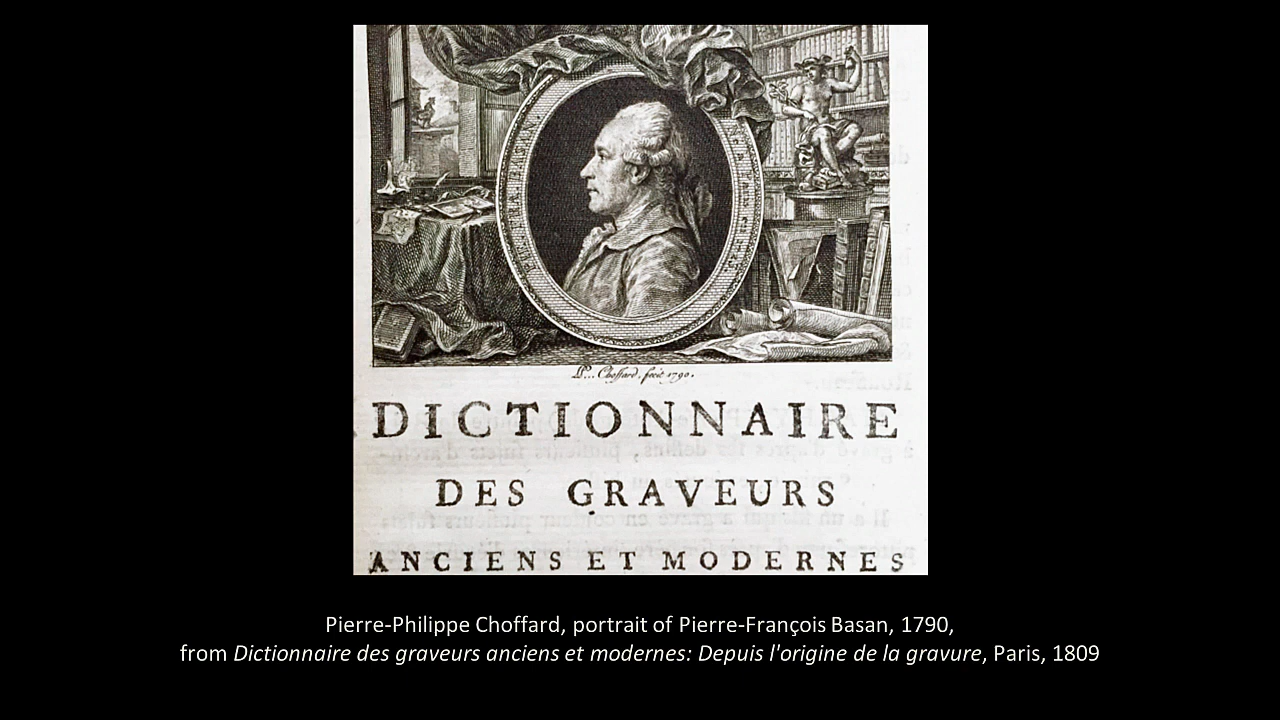 P.. Choffard, fecit 1790.
DICTIONNAIRE
DES GRAVEURS
ANCIENS ET MODERNES
Pierre-Philippe Choffard, portrait of Pierre-François Basan, 1790,
from Dictionnaire des graveurs anciens et modernes: Depuis l'origine de la gravure, Paris, 1809